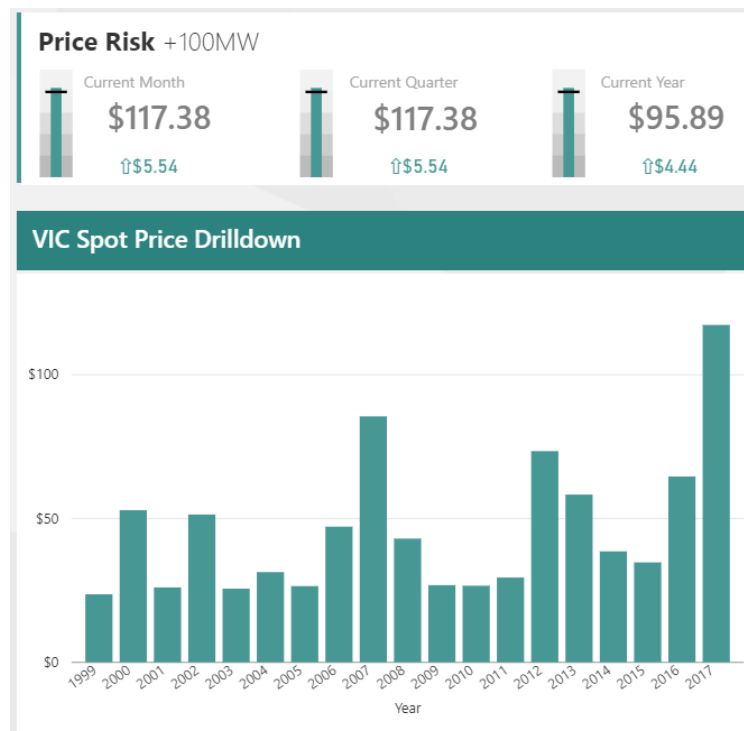 Price Risk +100MW
Current Month
$117.38
⇧$5.54
Current Quarter
$117.38
⇧$5.54
Current Year
$95.89
⇧$4.44
VIC Spot Price Drilldown
$100
$50
$0
1999 2000 2001 2002 2003 2004 2005 2006 2007 2008 2009 2010 2011 2012 2013 2014 2015 2016 2017
Year